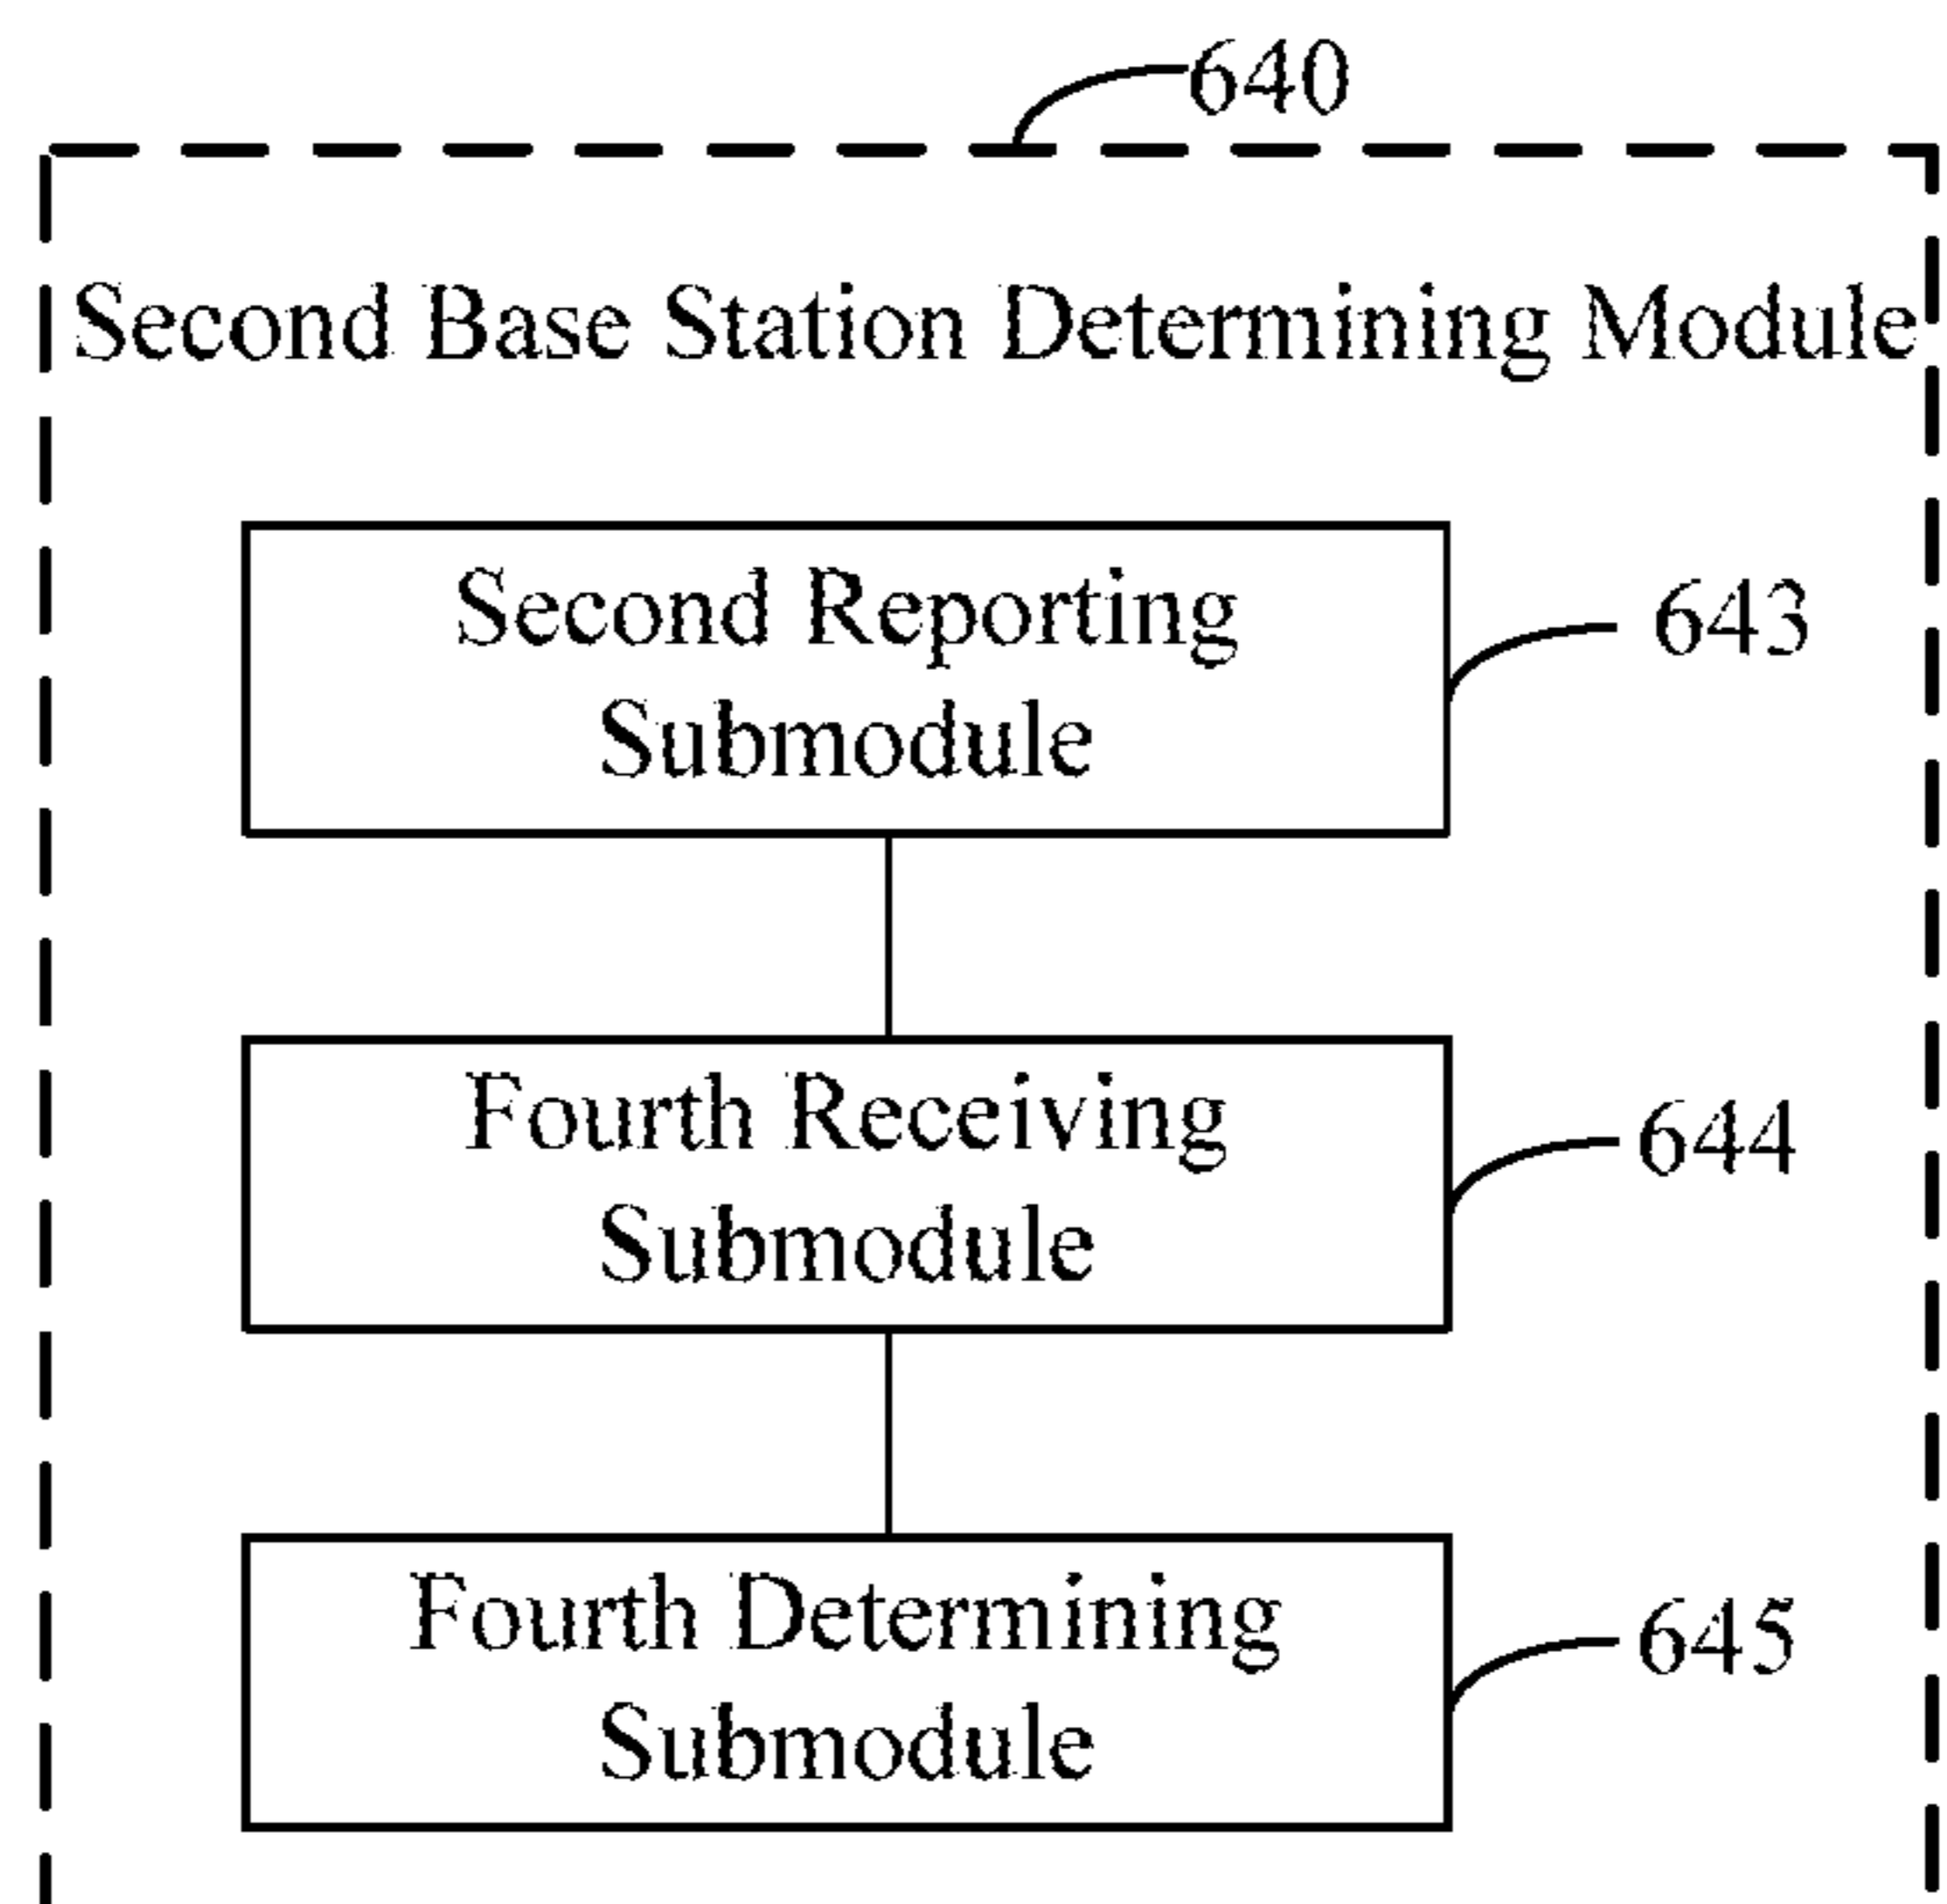 640
Second Base Station Determining Module
Second Reporting
Submodule
643
Fourth Receiving
Submodule
644
Fourth Determining
Submodule
645